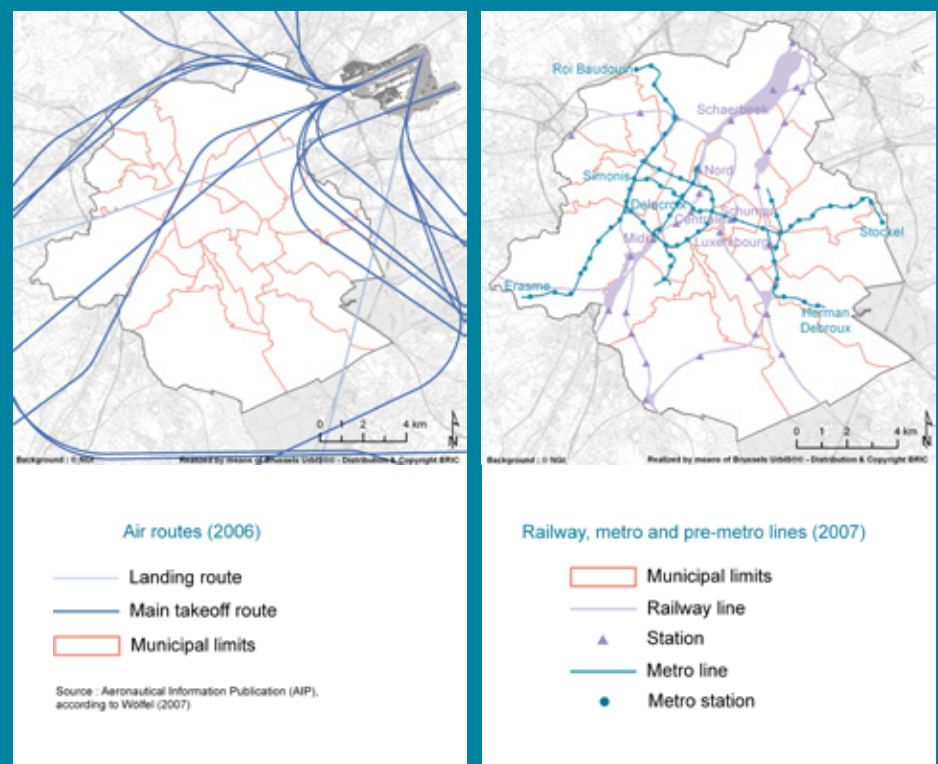 0 1 2 4 km
N
Background : © NGI
Realized by means of Brussels UrbIS®© - Distribution & Copyright BRIC
Air routes (2006)
Landing route
Main takeoff route
Municipal limits
Source : Aeronautical Information Publication (AIP),
according to Wölfel (2007)
Roi Baudouin
Schaerbeek
Simonis
Nord
Delacroix
Centrale
Schuman
Midi
Luxembourg
Stockel
Erasme
Herman
Debroux
0 1 2 4 km
N
Background : © NGI
Realized by means of Brussels UrbIS®© - Distribution & Copyright BRIC
Railway, metro and pre-metro lines (2007)
Municipal limits
Railway line
Station
Metro line
Metro station